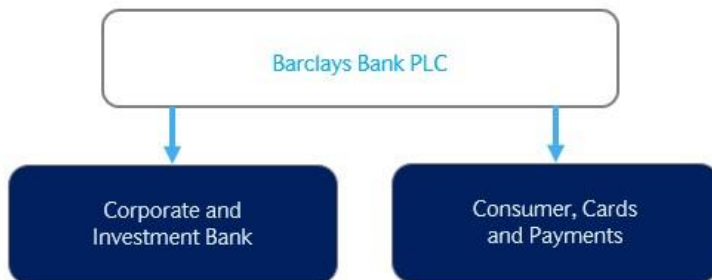 Barclays Bank PLC
Corporate and
Investment Bank
Consumer, Cards
and Payments